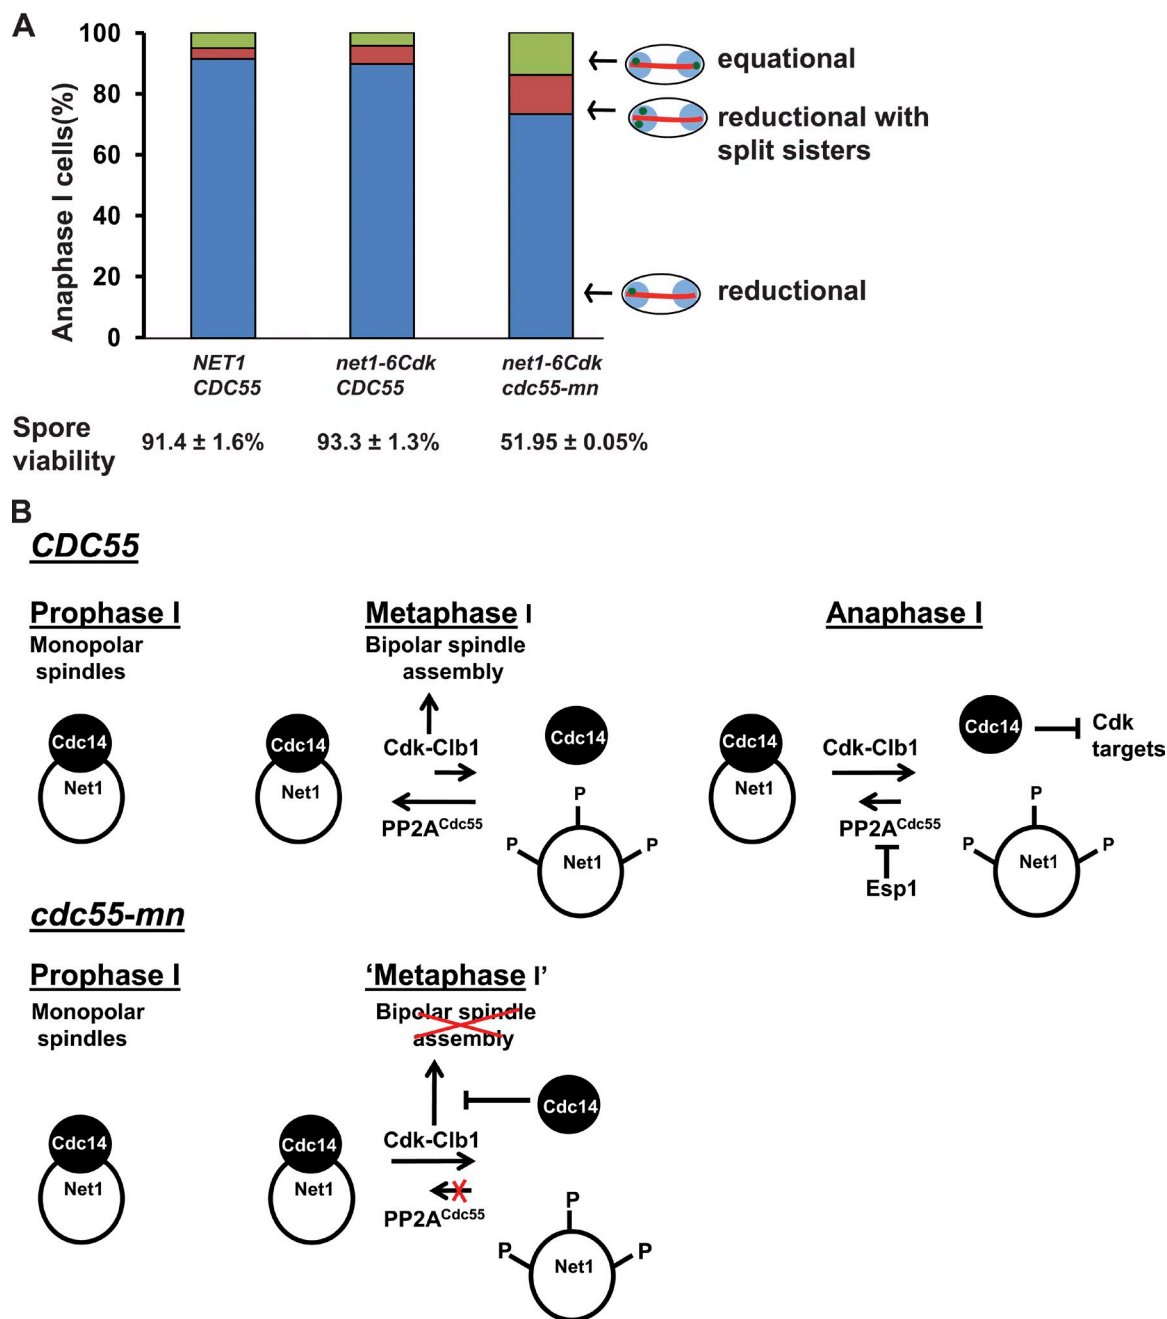 A
Anaphase I cells(%)
100
80
60
40
20
0
equational
reductional with
split sisters
reductional
NET1
CDC55
net1-6Cdk
CDC55
net1-6Cdk
cdc55-mn
Spore
viability
91.4 ± 1.6%
93.3 ± 1.3%
51.95 ± 0.05%
B
CDC55
Prophase I
Monopolar
spindles
Cdc14
Net1
Metaphase I
Bipolar spindle
assembly
Cdc14
Net1
Cdk-Clb1
PP2ACdc55
Cdc14
P
P
P
Net1
Anaphase I
Cdc14
Net1
Cdk-Clb1
PP2ACdc55
Esp1
Cdc14
Cdk
targets
P
P
P
Net1
cdc55-mn
Prophase I
Monopolar
spindles
Cdc14
Net1
‘Metaphase I’
Bipolar spindle
assembly
Cdc14
Net1
Cdk-Clb1
PP2ACdc55
Cdc14
P
P
P
Net1